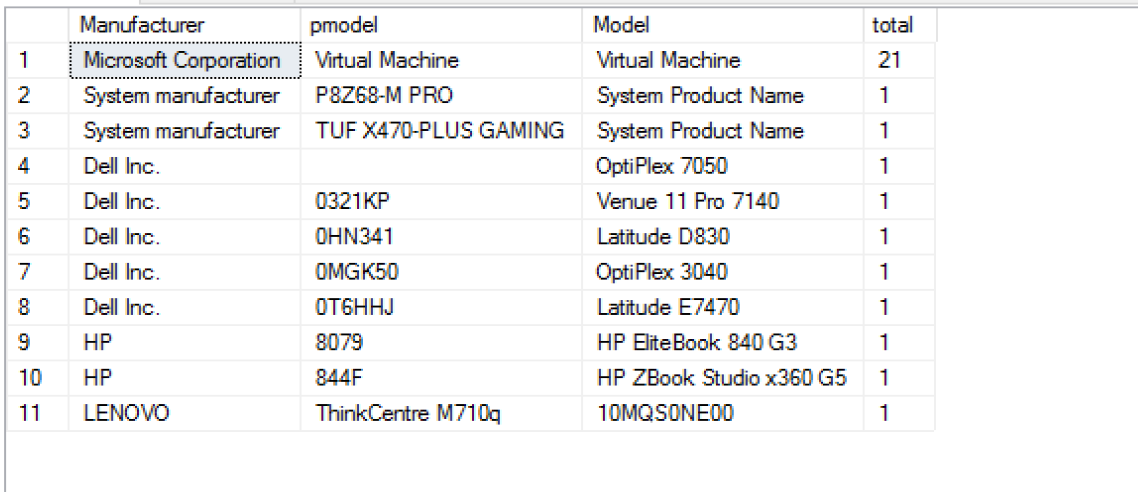 Manufacturer pmodel Model total
1 Microsoft Corporation Virtual Machine Virtual Machine 21
2 System manufacturer P8Z68-M PRO System Product Name 1
3 System manufacturer TUF X470-PLUS GAMING System Product Name 1
4 Dell Inc. OptiPlex 7050 1
5 Dell Inc. 0321KP Venue 11 Pro 7140 1
6 Dell Inc. 0HN341 Latitude D830 1
7 Dell Inc. 0MGK50 OptiPlex 3040 1
8 Dell Inc. 0T6HHJ Latitude E7470 1
9 HP 8079 HP EliteBook 840 G3 1
10 HP 844F HP ZBook Studio x360 G5 1
11 LENOVO ThinkCentre M710q 10MQS0NE00 1